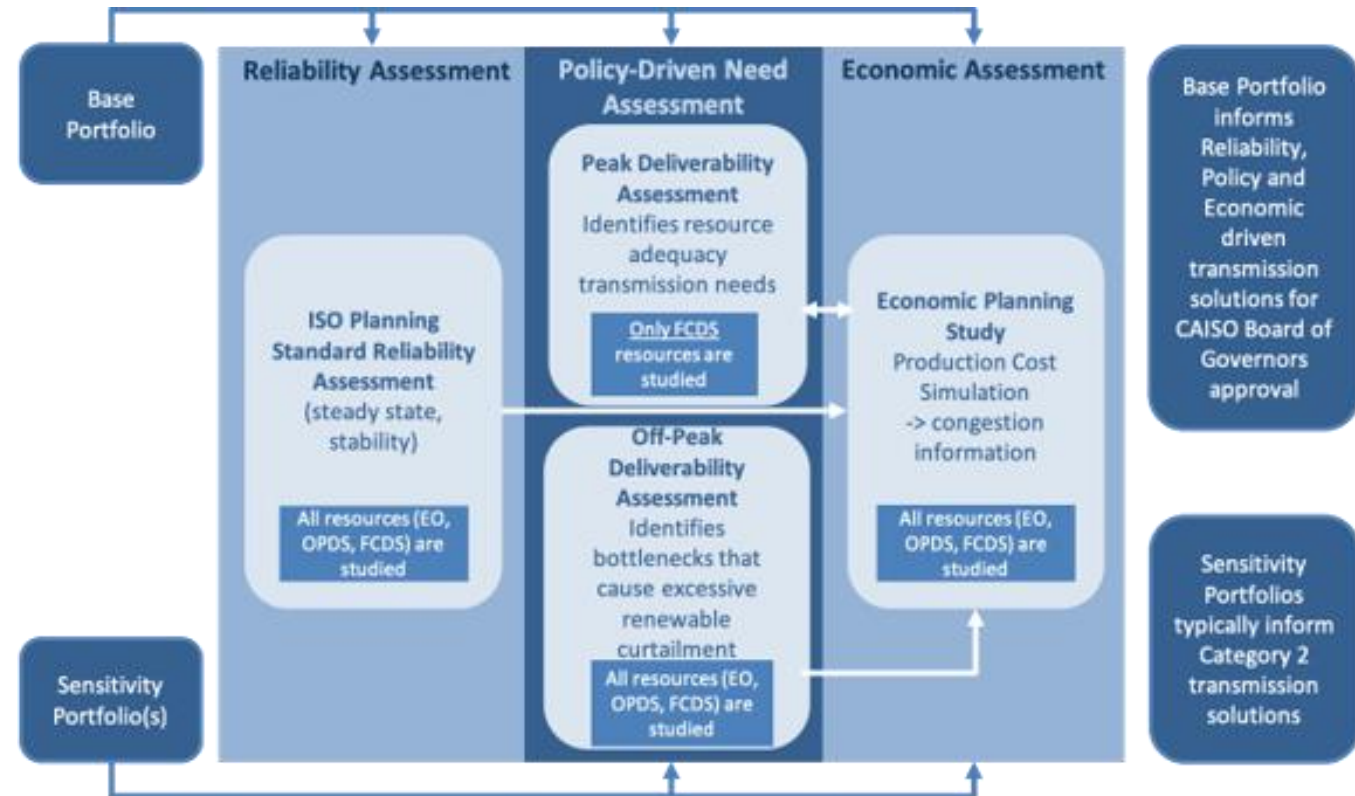 Base
Portfolio
Sensitivity
Portfolio(s)
Reliability Assessment
ISO Planning
Standard Reliability
Assessment
(steady state,
stability)
All resources (EO,
OPDS, FCDS) are
studied
Policy-Driven Need
Assessment
Peak Deliverability
Assessment
Identifies resource
adequacy
transmission needs
Only FCDS
resources are
studied
Off-Peak
Deliverability
Assessment
Identifies
bottlenecks that
cause excessive
renewable
curtailment
All resources (EO,
OPDS, FCDS) are
studied
Economic Assessment
Economic Planning
Study
Production Cost
Simulation
-> congestion
information
All resources (EO,
OPDS, FCDS) are
studied
Base Portfolio
informs
Reliability,
Policy and
Economic
driven
transmission
solutions for
CAISO Board of
Governors
approval
Sensitivity
Portfolios
typically inform
Category 2
transmission
solutions